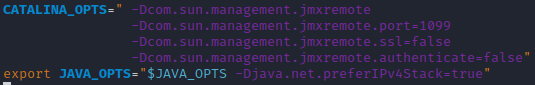 CATALINA_OPTS=" -Dcom.sun.management.jmxremote
-Dcom.sun.management.jmxremote.port=1099
-Dcom.sun.management.jmxremote.ssl=false
-Dcom.sun.management.jmxremote.authenticate=false"
export JAVA_OPTS="$JAVA_OPTS -Djava.net.preferIPv4Stack=true"